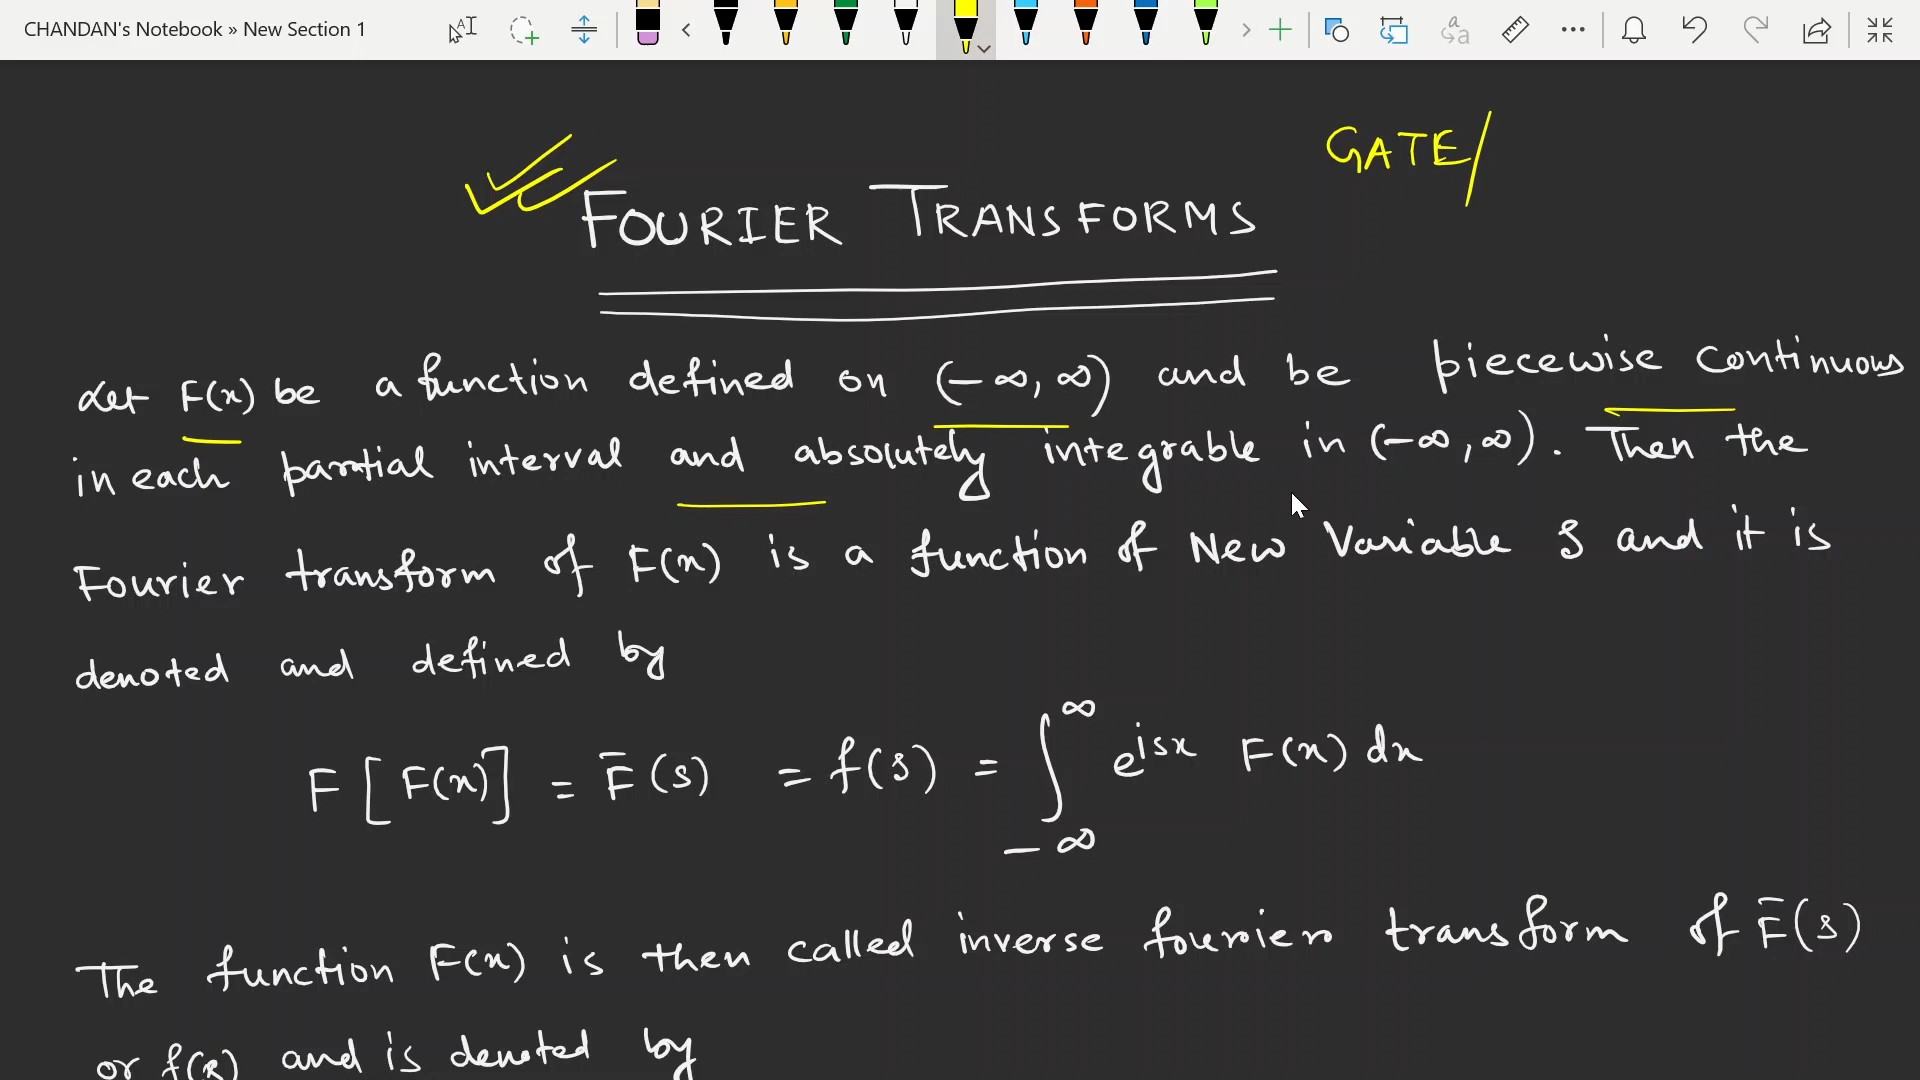 CHANDAN's Notebook » New Section 1
GATE/
FOURIER TRANSFORMS
Let F(x) be a function defined on (-∞, ∞) and be piecewise continuous
in each partial interval and absolutely integrable in (-∞, ∞). Then the
Fourier transform of F(x) is a function of New Variable s and it is
denoted and defined by
F[F(x)] = F̄(s) = f(s) = ∫_{-∞}^{∞} e^{isx} F(x) dx
The function F(x) is then called inverse fourier transform of F̄(s)
or f(s) and is denoted by